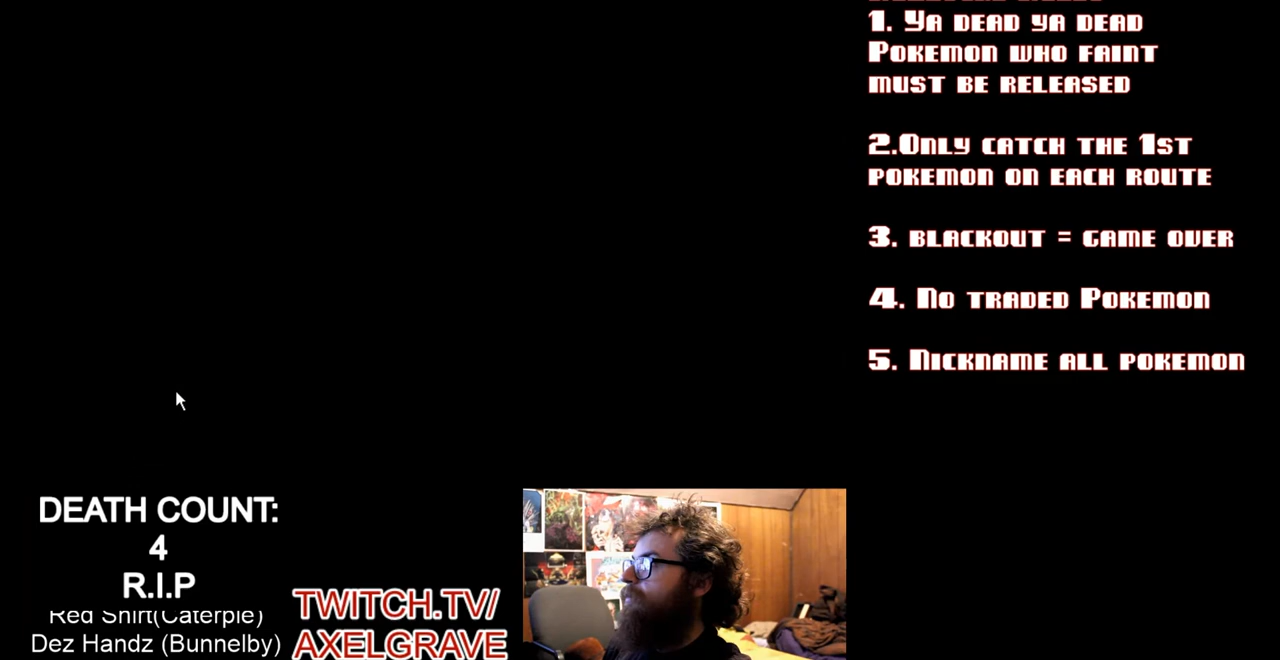 1. Ya dead ya dead
Pokemon who faint
must be released
2.Only catch the 1st
pokemon on each route
3. blackout = game over
4. No traded Pokemon
5. Nickname all pokemon
DEATH COUNT:
4
R.I.P
Red Shirt(Caterpie)
Dez Handz (Bunnelby)
TWITCH.TV/
AXELGRAVE